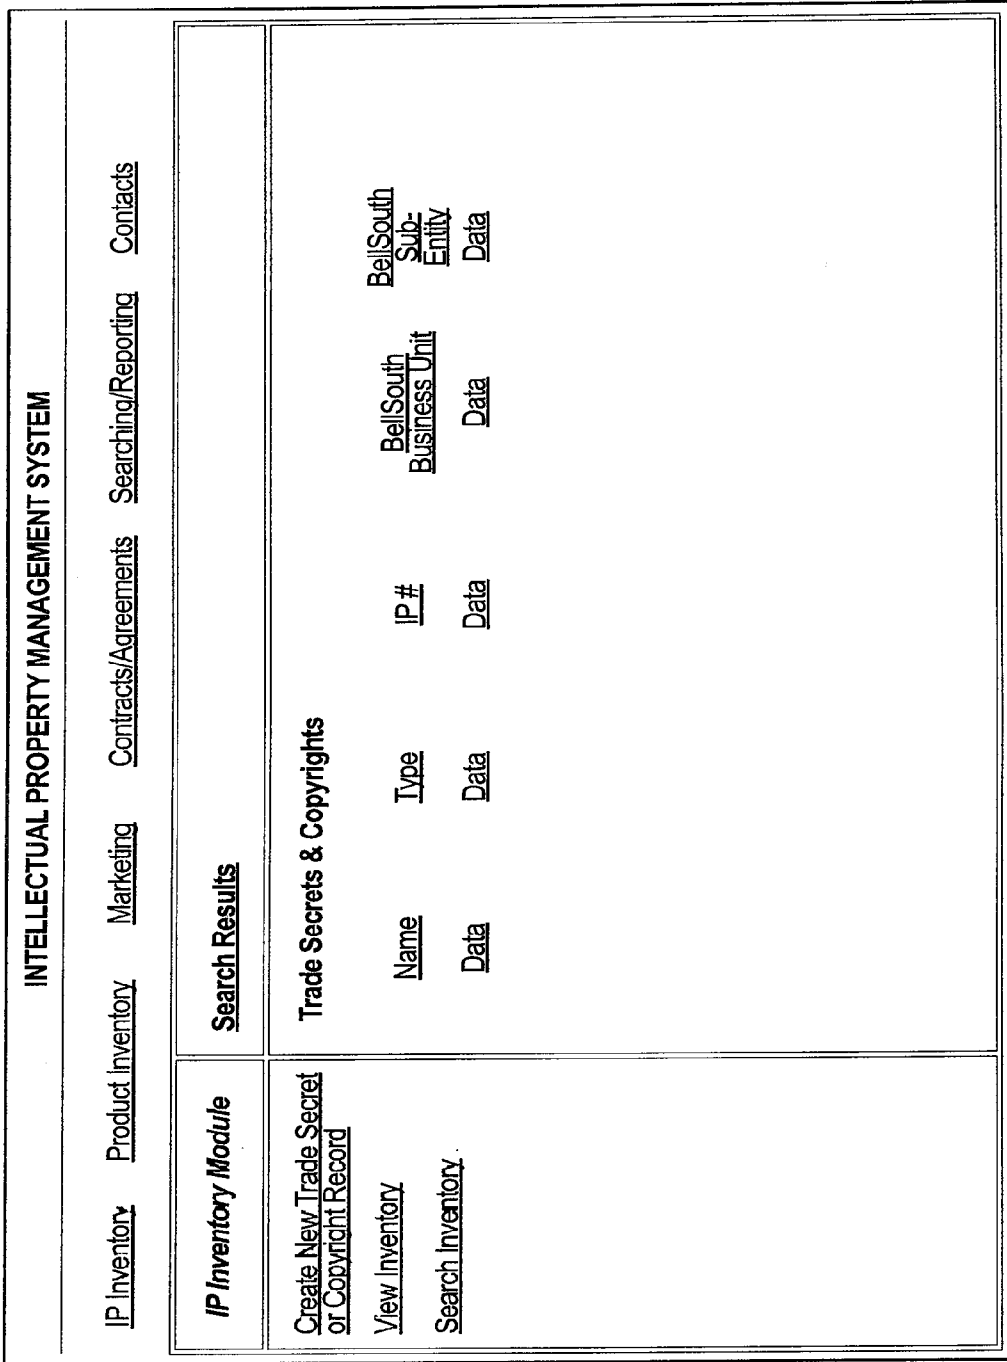 INTELLECTUAL PROPERTY MANAGEMENT SYSTEM
IP Inventory Product Inventory Marketing Contracts/Agreements Searching/Reporting Contacts
IP Inventory Module
Search Results
Create New Trade Secret
or Copyright Record
View Inventory
Search Inventory
Trade Secrets & Copyrights
Name Type IP # BellSouth
Business Unit BellSouth
Sub-
Entity
Data Data Data Data Data